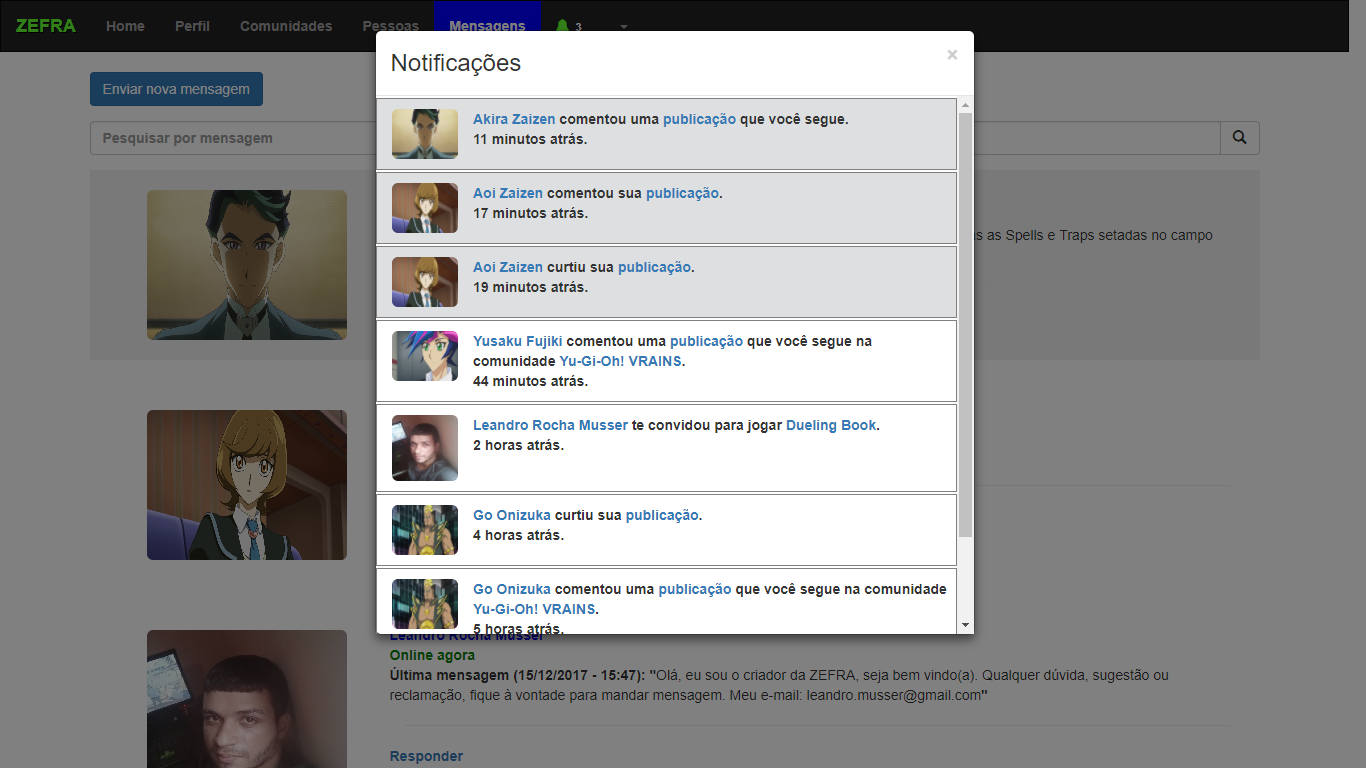 ZEFRA Home Perfil Comunidades Pessoas Mensagens 3
Notificações ×
Enviar nova mensagem
Pesquisar por mensagem
Akira Zaizen comentou uma publicação que você segue.
11 minutos atrás.
Aoi Zaizen comentou sua publicação.
17 minutos atrás.
as Spells e Traps setadas no campo
Aoi Zaizen curtiu sua publicação.
19 minutos atrás.
Yusaku Fujiki comentou uma publicação que você segue na
comunidade Yu-Gi-Oh! VRAINS.
44 minutos atrás.
Leandro Rocha Musser te convidou para jogar Dueling Book.
2 horas atrás.
Go Onizuka curtiu sua publicação.
4 horas atrás.
Go Onizuka comentou uma publicação que você segue na comunidade
Yu-Gi-Oh! VRAINS.
5 horas atrás.
Leandro Rocha Musser
Online agora
Última mensagem (15/12/2017 - 15:47): "Olá, eu sou o criador da ZEFRA, seja bem vindo(a). Qualquer dúvida, sugestão ou
reclamação, fique à vontade para mandar mensagem. Meu e-mail: leandro.musser@gmail.com"
Responder